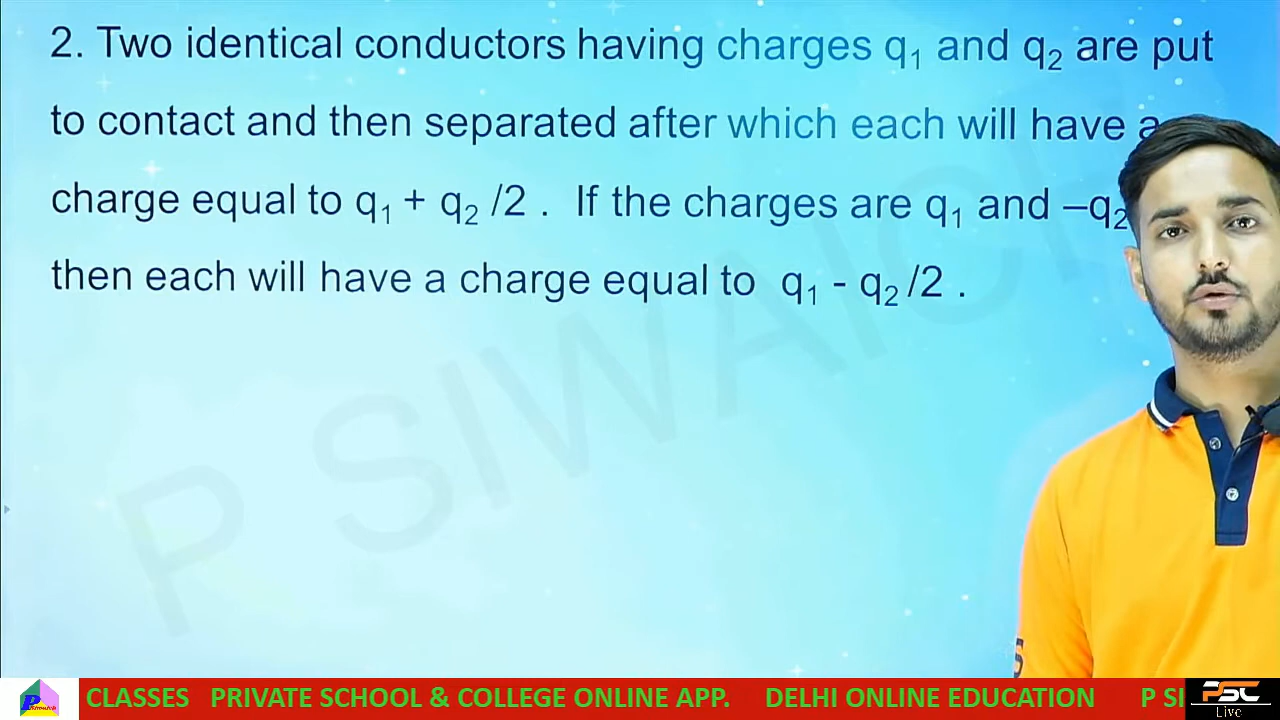 2. Two identical conductors having charges q₁ and q₂ are put
to contact and then separated after which each will have a
charge equal to q₁ + q₂ /2 . If the charges are q₁ and –q₂
then each will have a charge equal to q₁ - q₂ /2 .
P SIWAICH
CLASSES PRIVATE SCHOOL & COLLEGE ONLINE APP. DELHI ONLINE EDUCATION P SI
PSC
Live